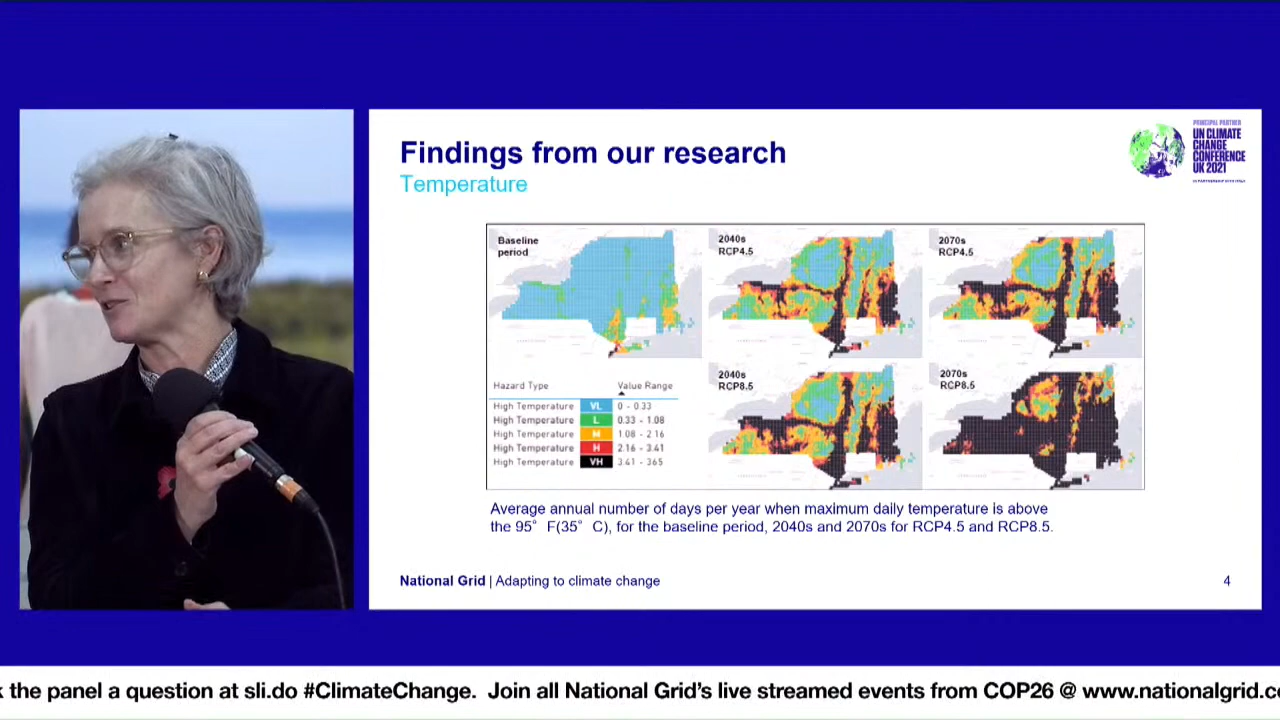 Findings from our research
Temperature
PRINCIPAL PARTNER
UN CLIMATE
CHANGE
CONFERENCE
UK 2021
Baseline
period
2040s
RCP4.5
2070s
RCP4.5
2040s
RCP8.5
2070s
RCP8.5
Hazard Type Value Range
High Temperature VL 0 - 0.33
High Temperature L 0.33 - 1.08
High Temperature M 1.08 - 2.16
High Temperature H 2.16 - 3.41
High Temperature VH 3.41 - 365
Average annual number of days per year when maximum daily temperature is above
the 95° F(35° C), for the baseline period, 2040s and 2070s for RCP4.5 and RCP8.5.
National Grid | Adapting to climate change 4
the panel a question at sli.do #ClimateChange. Join all National Grid's live streamed events from COP26 @ www.nationalgrid.c